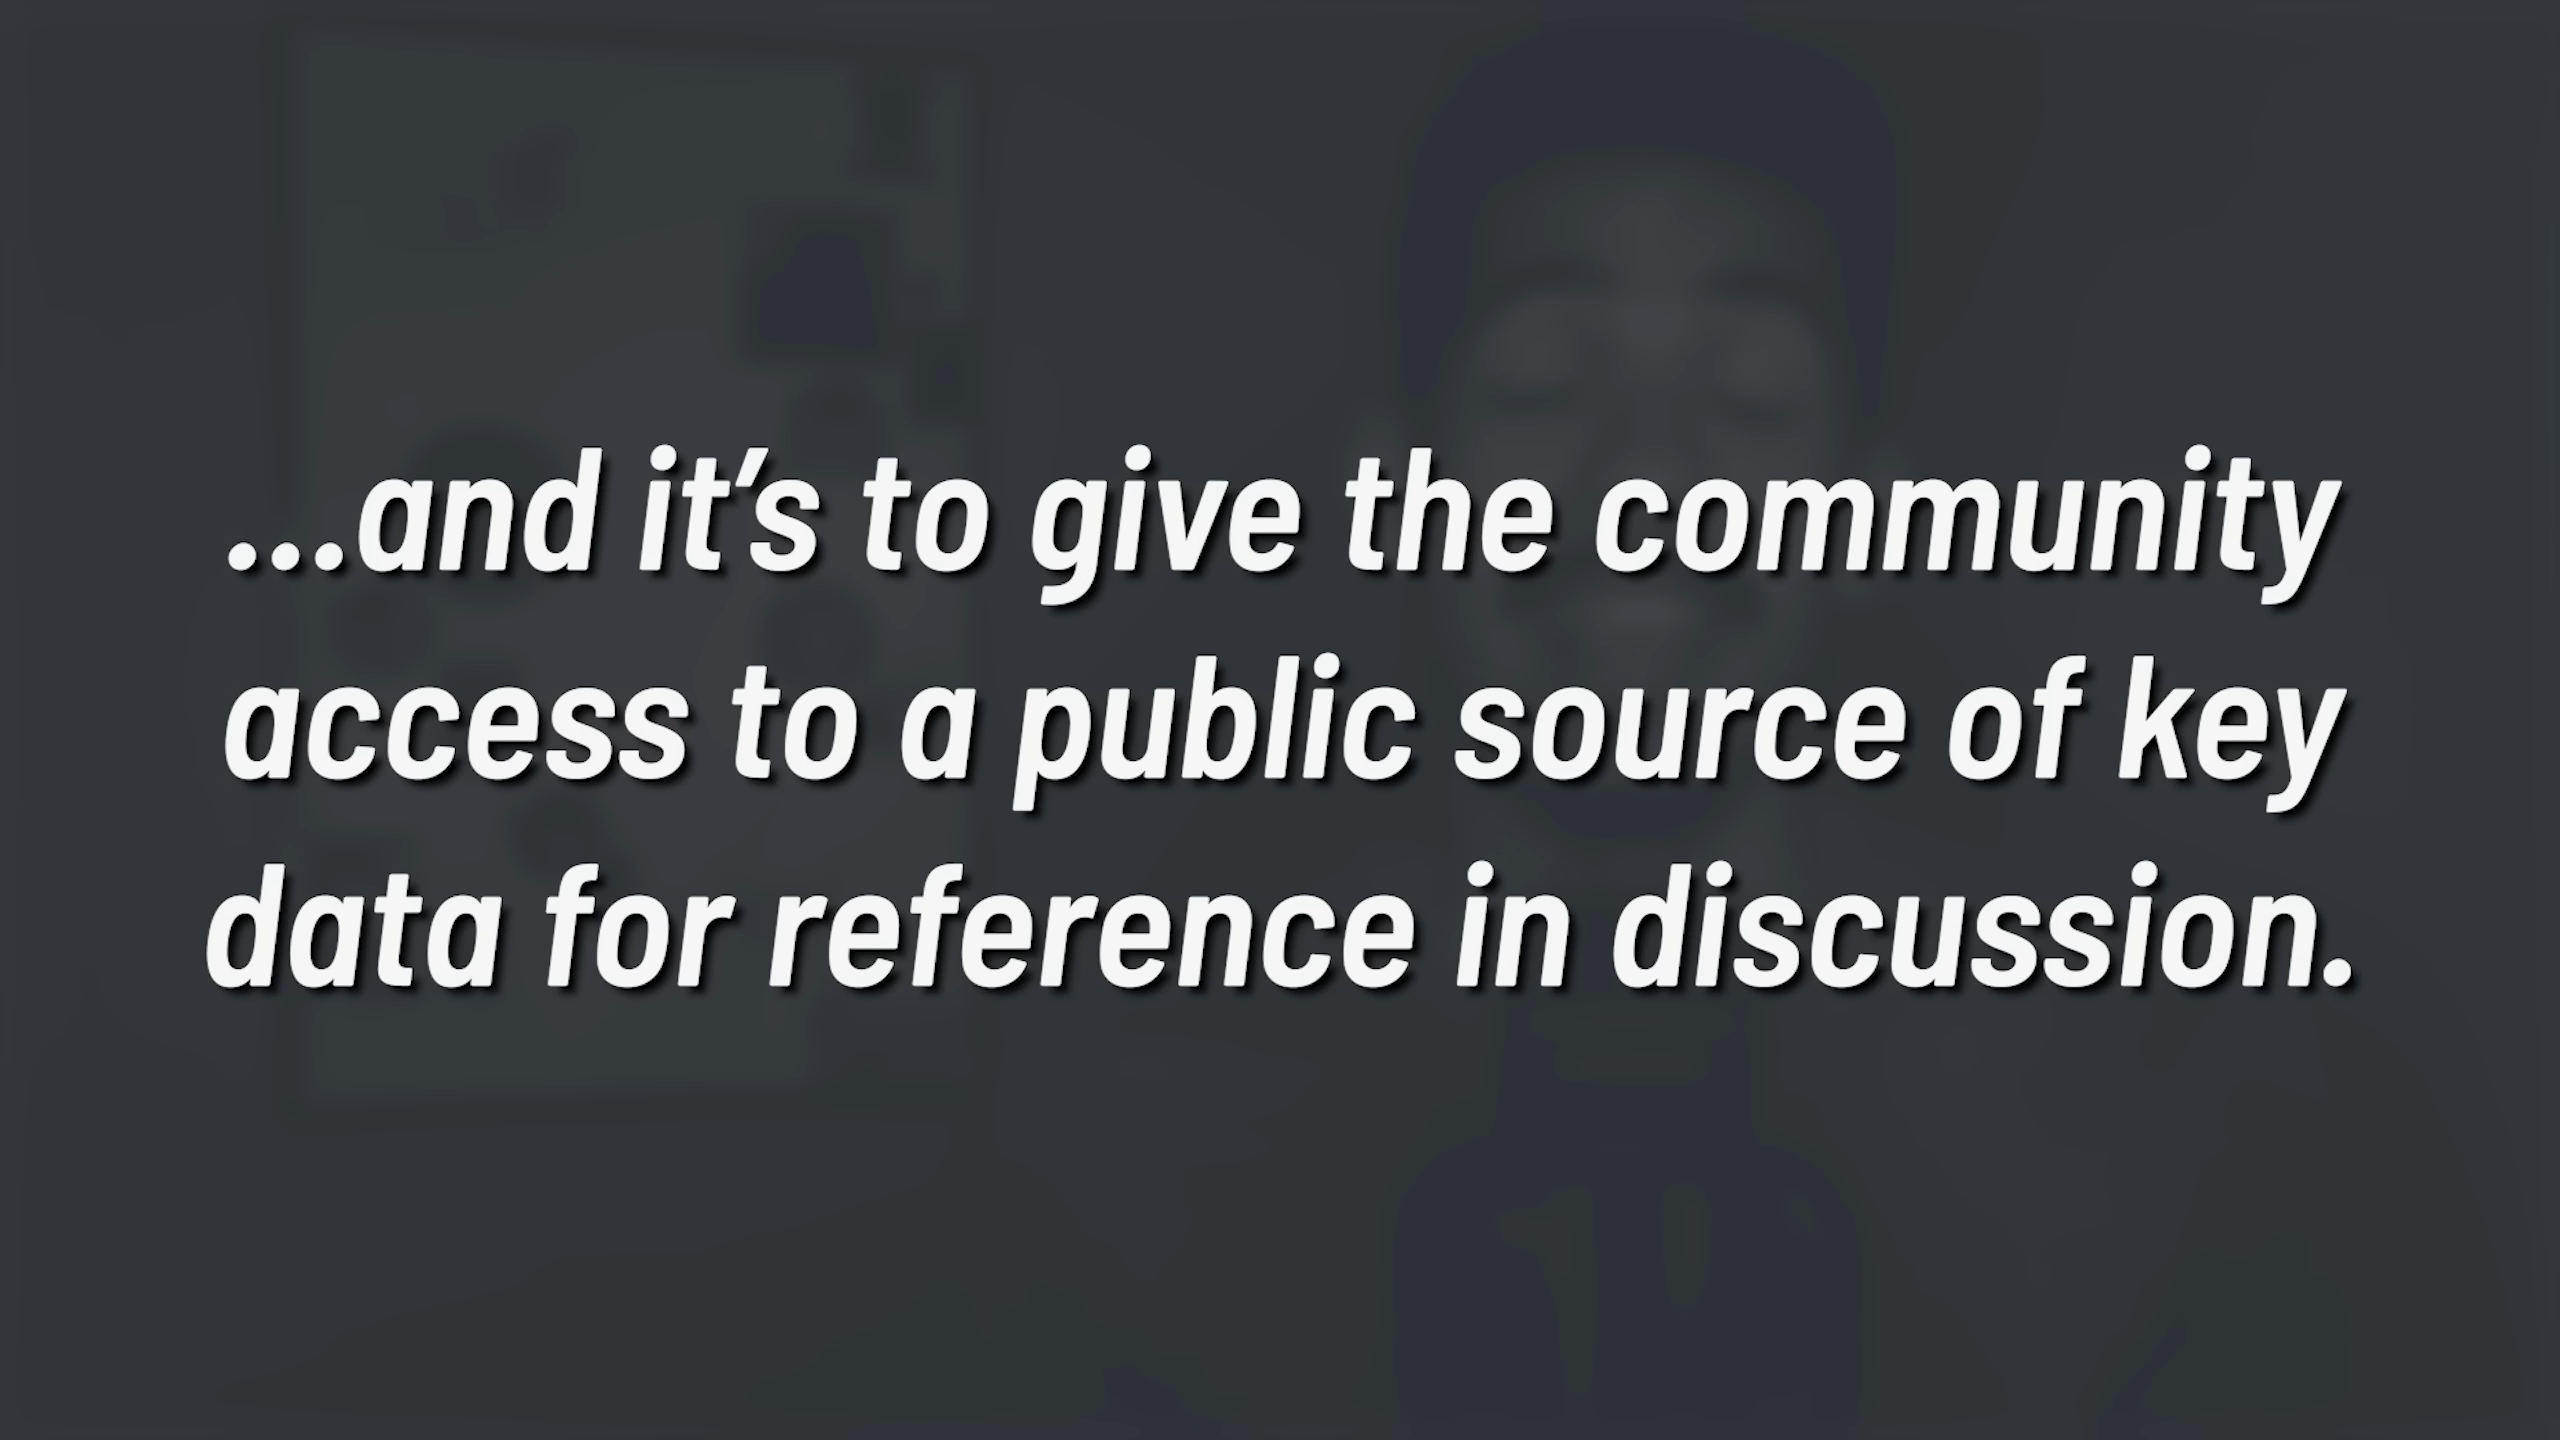 ...and it’s to give the community
access to a public source of key
data for reference in discussion.